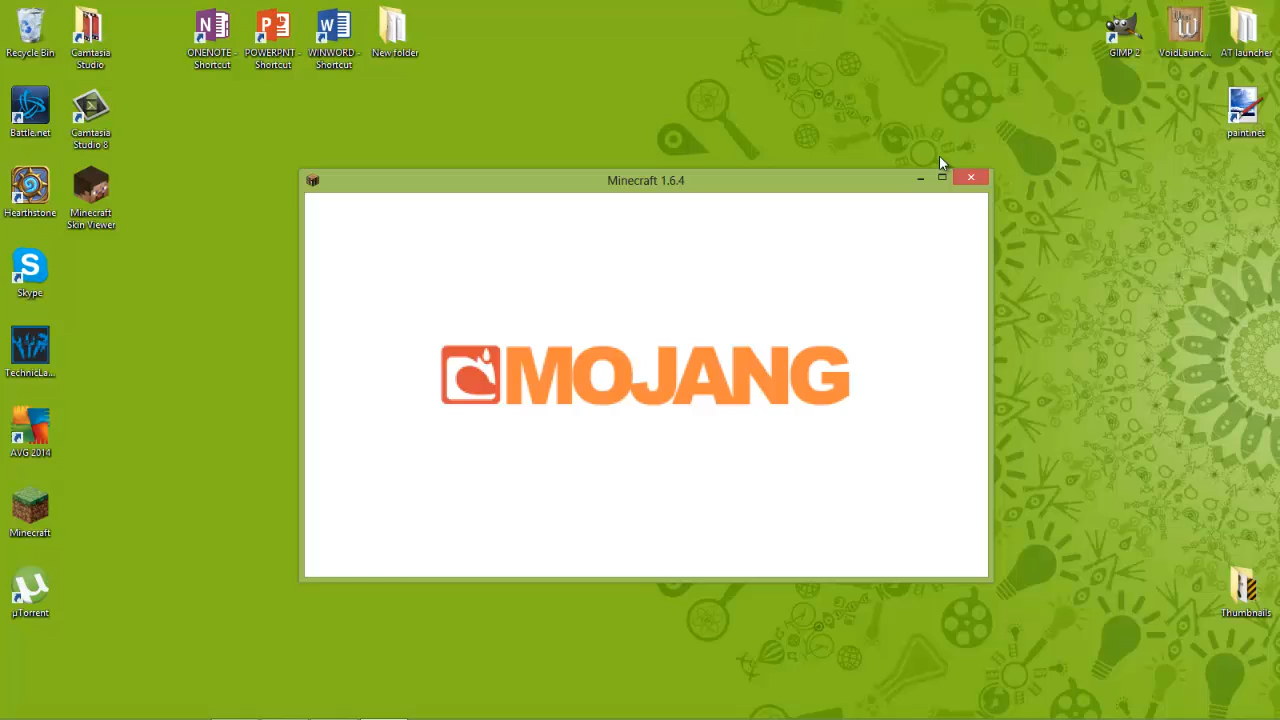 Recycle Bin
Camtasia
Studio
ONENOTE -
Shortcut
POWERPNT -
Shortcut
WINWORD -
Shortcut
New folder
GIMP 2
VoidLaunc...
AT launcher
Battle.net
Camtasia
Studio 8
paint.net
Hearthstone
Minecraft
Skin Viewer
Minecraft 1.6.4
MOJANG
Skype
TechnicLa...
AVG 2014
Minecraft
µTorrent
Thumbnails